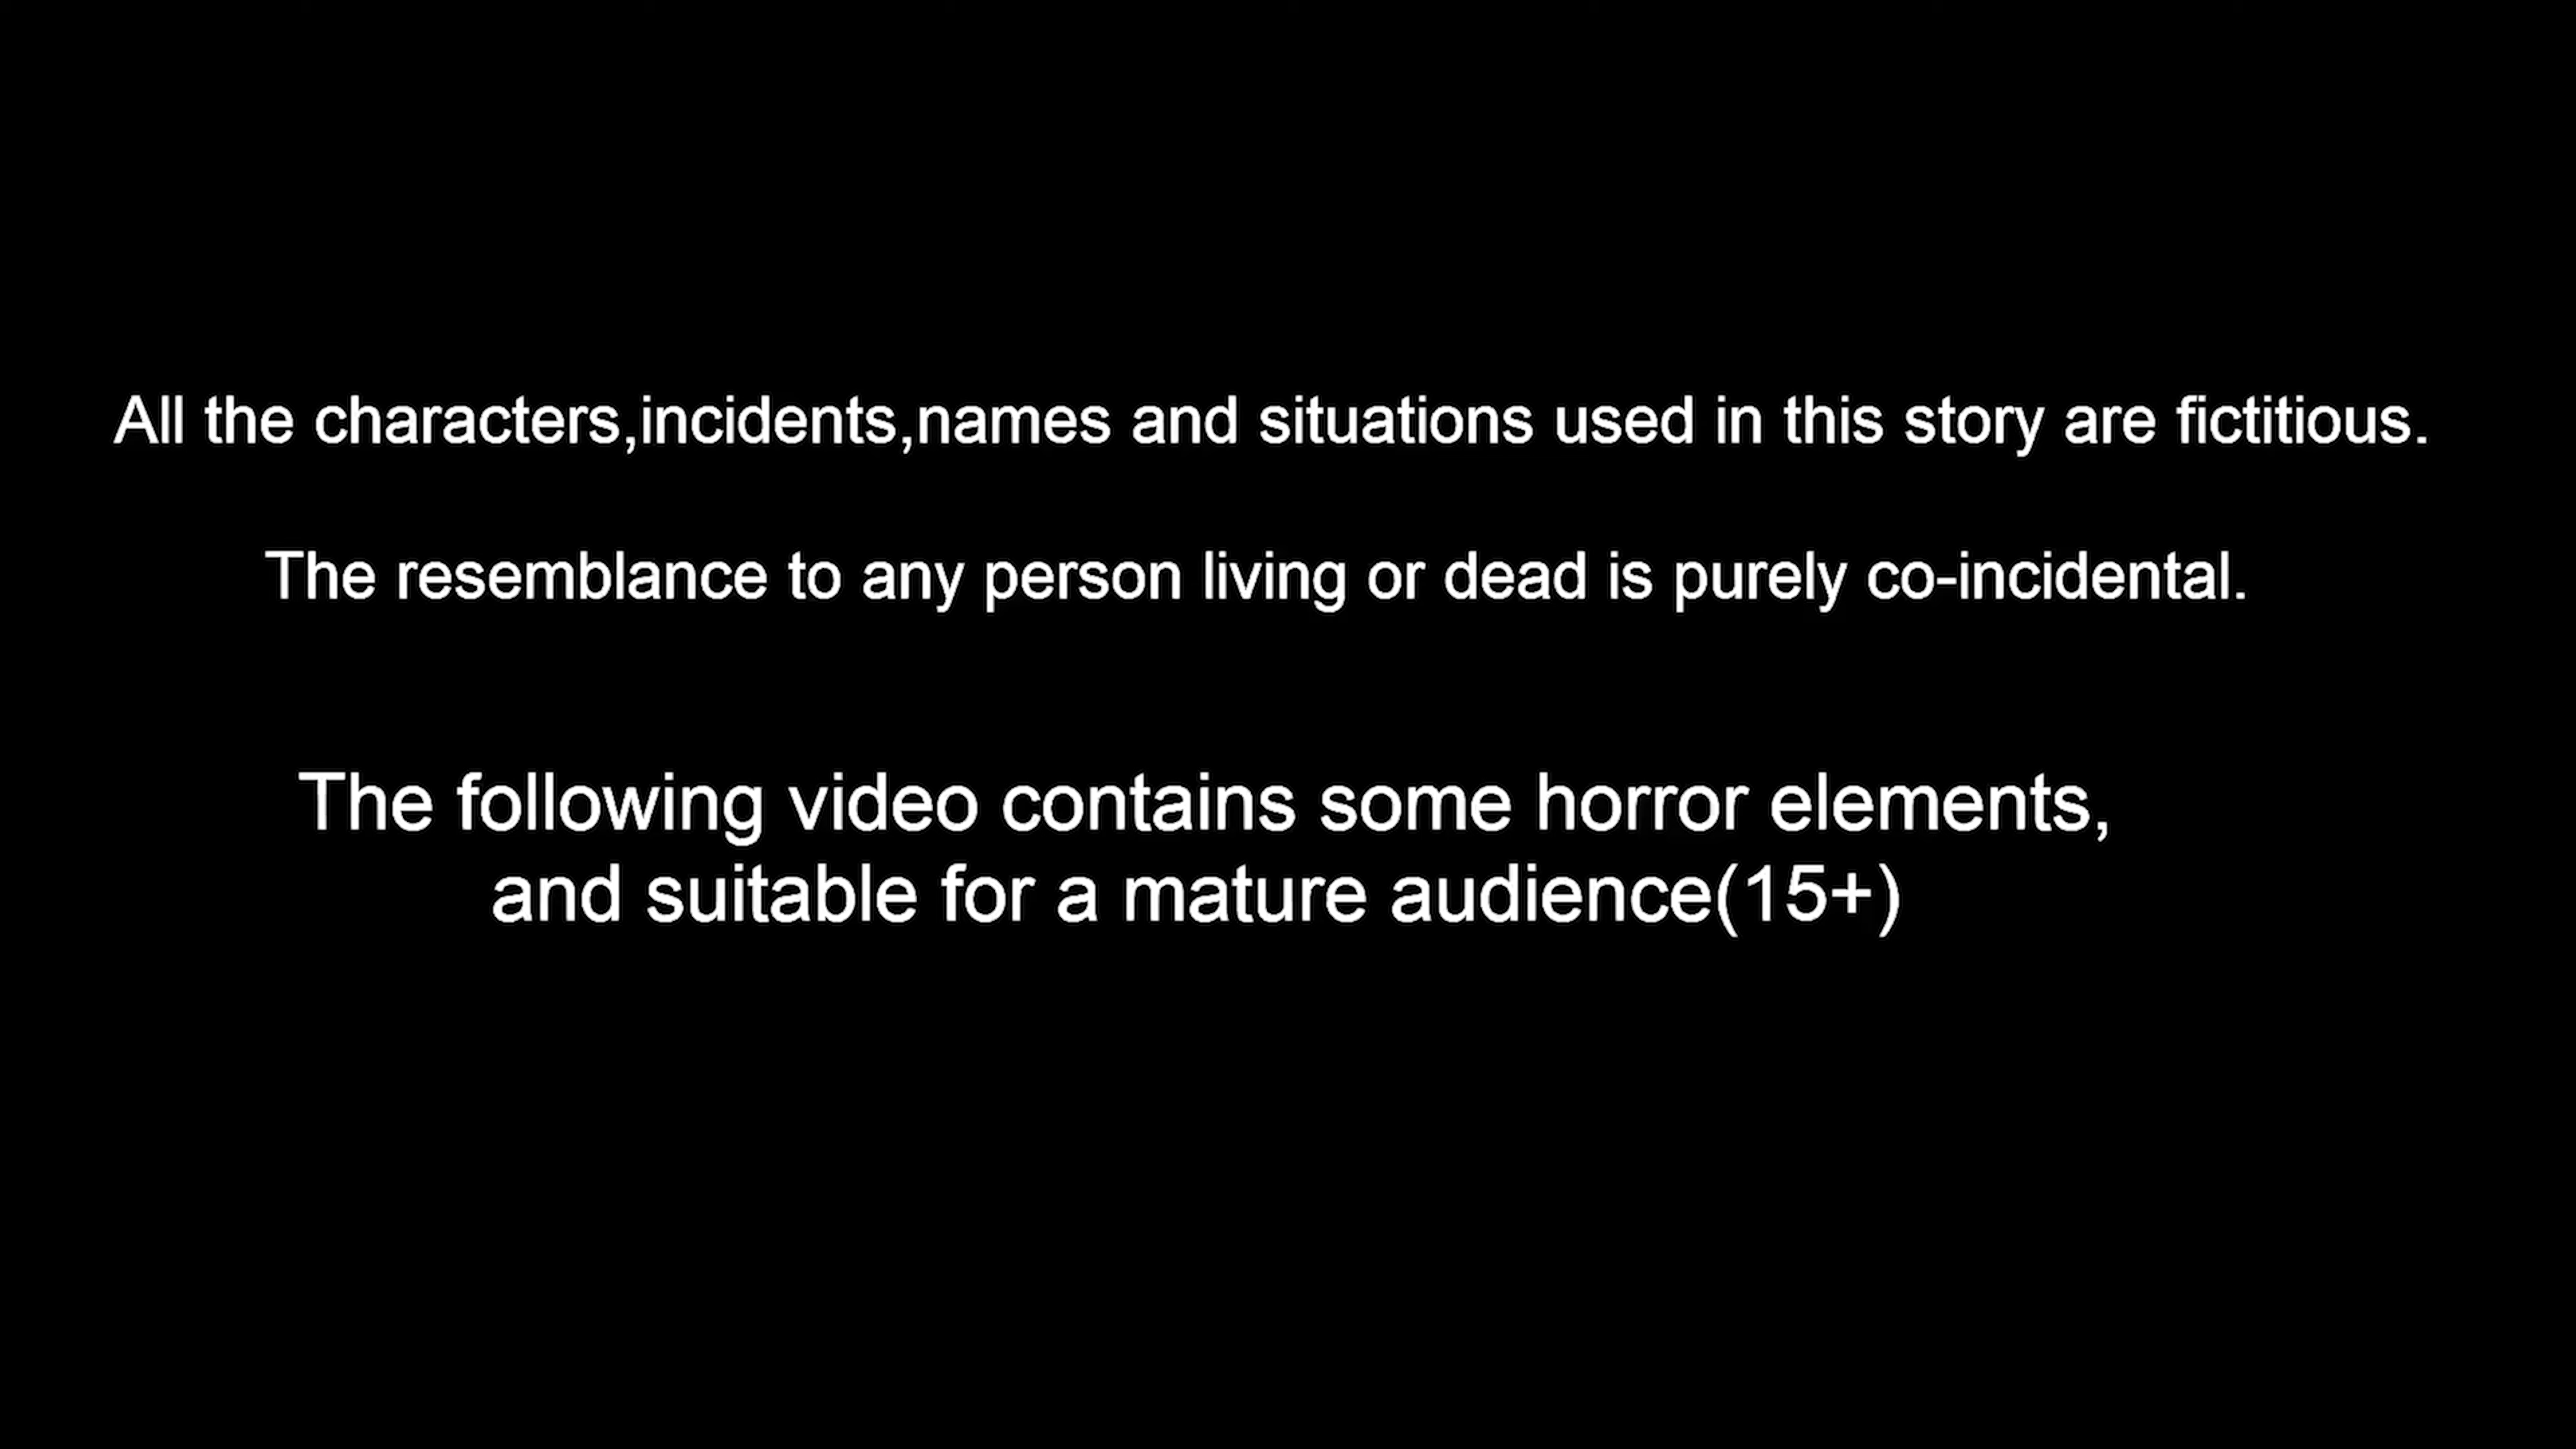 All the characters,incidents,names and situations used in this story are fictitious.
The resemblance to any person living or dead is purely co-incidental.
The following video contains some horror elements,
and suitable for a mature audience(15+)